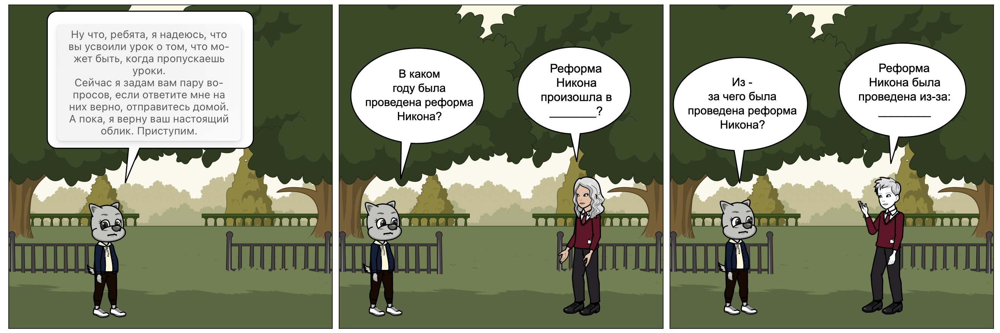 Ну что, ребята, я надеюсь, что
вы усвоили урок о том, что мо-
жет быть, когда пропускаешь
уроки.
Сейчас я задам вам пару во-
просов, если ответите мне на
них верно, отправитесь домой.
А пока, я верну ваш настоящий
облик. Приступим.
В каком
году была
проведена реформа
Никона?
Реформа
Никона
произошла в
_______?
Из -
за чего была
проведена реформа
Никона?
Реформа
Никона была
проведена из-за:
________